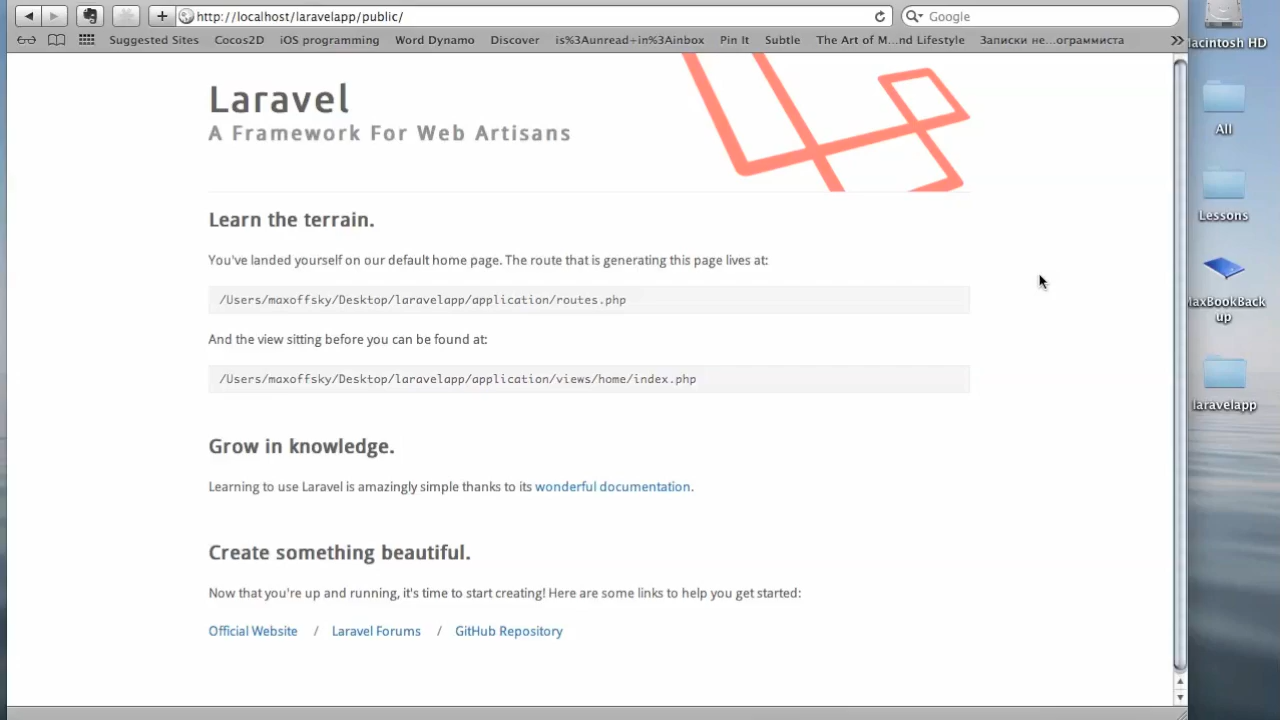 http://localhost/laravelapp/public/
Google
Suggested Sites Cocos2D iOS programming Word Dynamo Discover is%3Aunread+in%3Ainbox Pin It Subtle The Art of M...nd Lifestyle Записки не...ограммиста
acintosh HD
Laravel
A Framework For Web Artisans
All
Learn the terrain.
Lessons
You've landed yourself on our default home page. The route that is generating this page lives at:
/Users/maxoffsky/Desktop/laravelapp/application/routes.php
MaxBookBack
up
And the view sitting before you can be found at:
/Users/maxoffsky/Desktop/laravelapp/application/views/home/index.php
laravelapp
Grow in knowledge.
Learning to use Laravel is amazingly simple thanks to its wonderful documentation.
Create something beautiful.
Now that you're up and running, it's time to start creating! Here are some links to help you get started:
Official Website / Laravel Forums / GitHub Repository